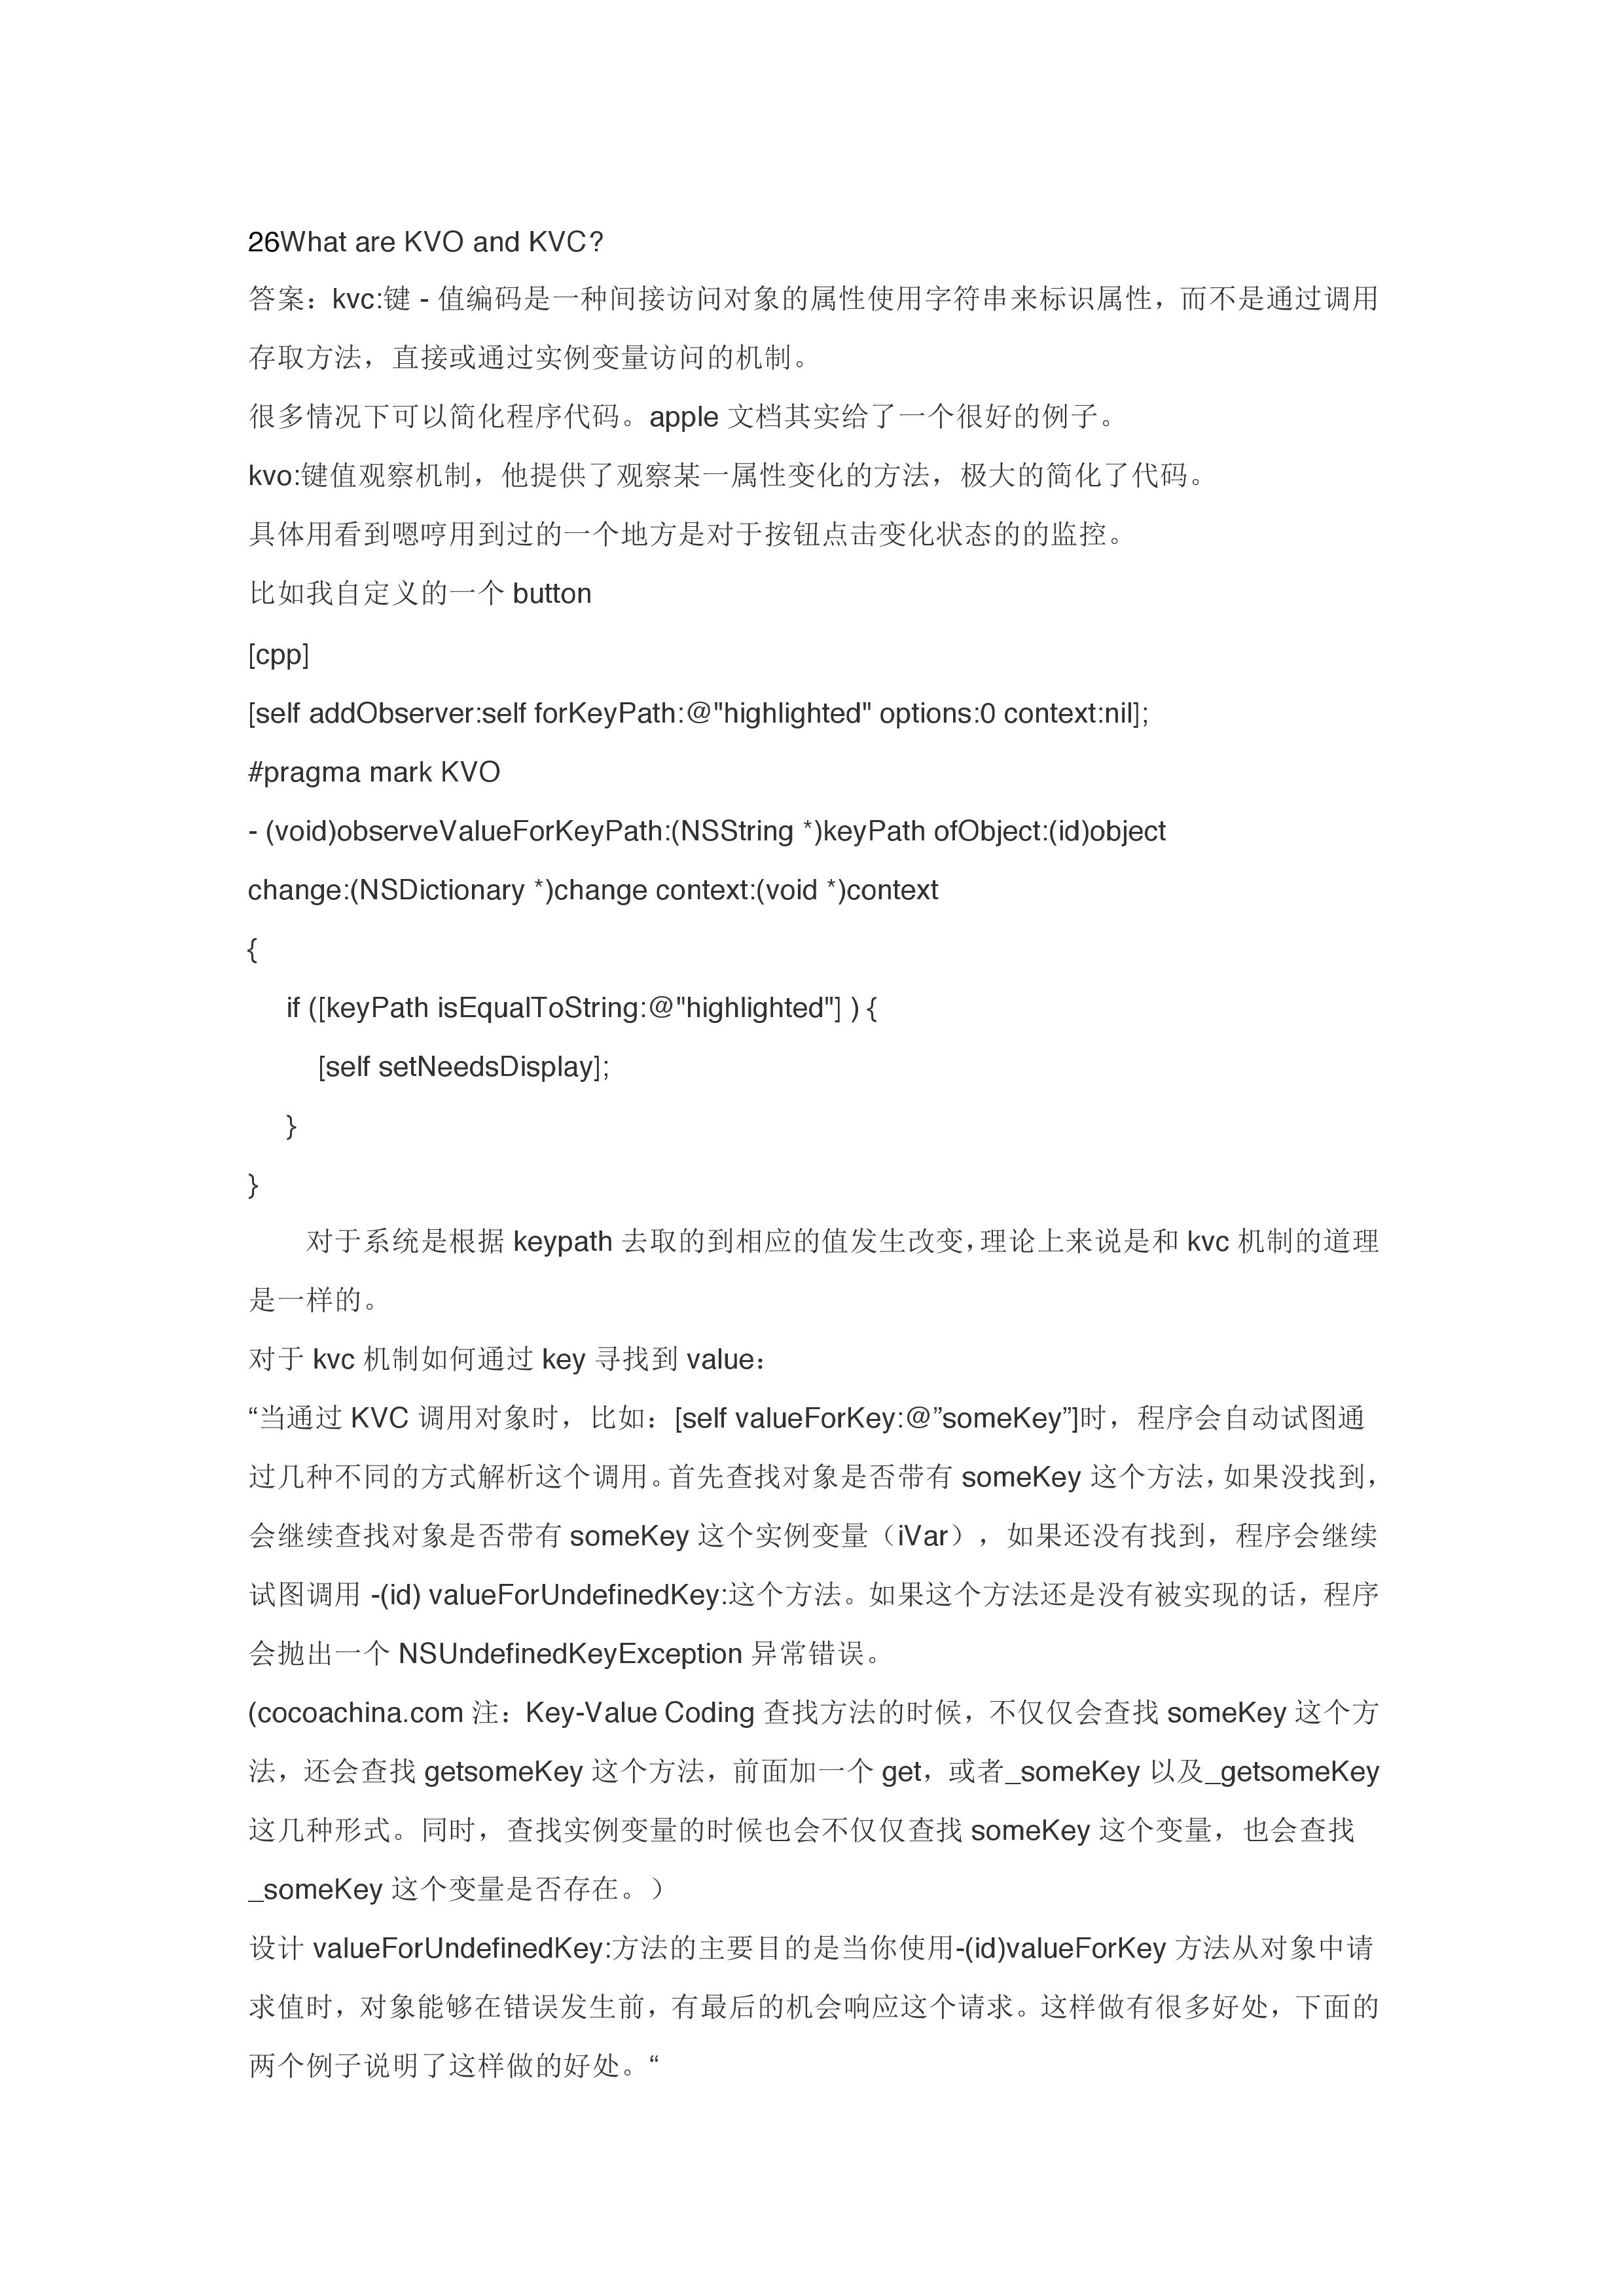 26What are KVO and KVC?
答案：kvc:键 - 值编码是一种间接访问对象的属性使用字符串来标识属性，而不是通过调用
存取方法，直接或通过实例变量访问的机制。
很多情况下可以简化程序代码。apple 文档其实给了一个很好的例子。
kvo:键值观察机制，他提供了观察某一属性变化的方法，极大的简化了代码。
具体用看到嗯哼用到过的一个地方是对于按钮点击变化状态的的监控。
比如我自定义的一个 button
[cpp]
[self addObserver:self forKeyPath:@"highlighted" options:0 context:nil];
#pragma mark KVO
- (void)observeValueForKeyPath:(NSString *)keyPath ofObject:(id)object
change:(NSDictionary *)change context:(void *)context
{
if ([keyPath isEqualToString:@"highlighted"] ) {
[self setNeedsDisplay];
}
}
对于系统是根据 keypath 去取的到相应的值发生改变，理论上来说是和 kvc 机制的道理
是一样的。
对于 kvc 机制如何通过 key 寻找到 value：
“当通过 KVC 调用对象时，比如：[self valueForKey:@”someKey”]时，程序会自动试图通
过几种不同的方式解析这个调用。首先查找对象是否带有 someKey 这个方法，如果没找到，
会继续查找对象是否带有 someKey 这个实例变量（iVar），如果还没有找到，程序会继续
试图调用 -(id) valueForUndefinedKey:这个方法。如果这个方法还是没有被实现的话，程序
会抛出一个 NSUndefinedKeyException 异常错误。
(cocoachina.com 注：Key-Value Coding 查找方法的时候，不仅仅会查找 someKey 这个方
法，还会查找 getsomeKey 这个方法，前面加一个 get，或者_someKey 以及_getsomeKey
这几种形式。同时，查找实例变量的时候也会不仅仅查找 someKey 这个变量，也会查找
_someKey 这个变量是否存在。）
设计 valueForUndefinedKey:方法的主要目的是当你使用-(id)valueForKey 方法从对象中请
求值时，对象能够在错误发生前，有最后的机会响应这个请求。这样做有很多好处，下面的
两个例子说明了这样做的好处。“